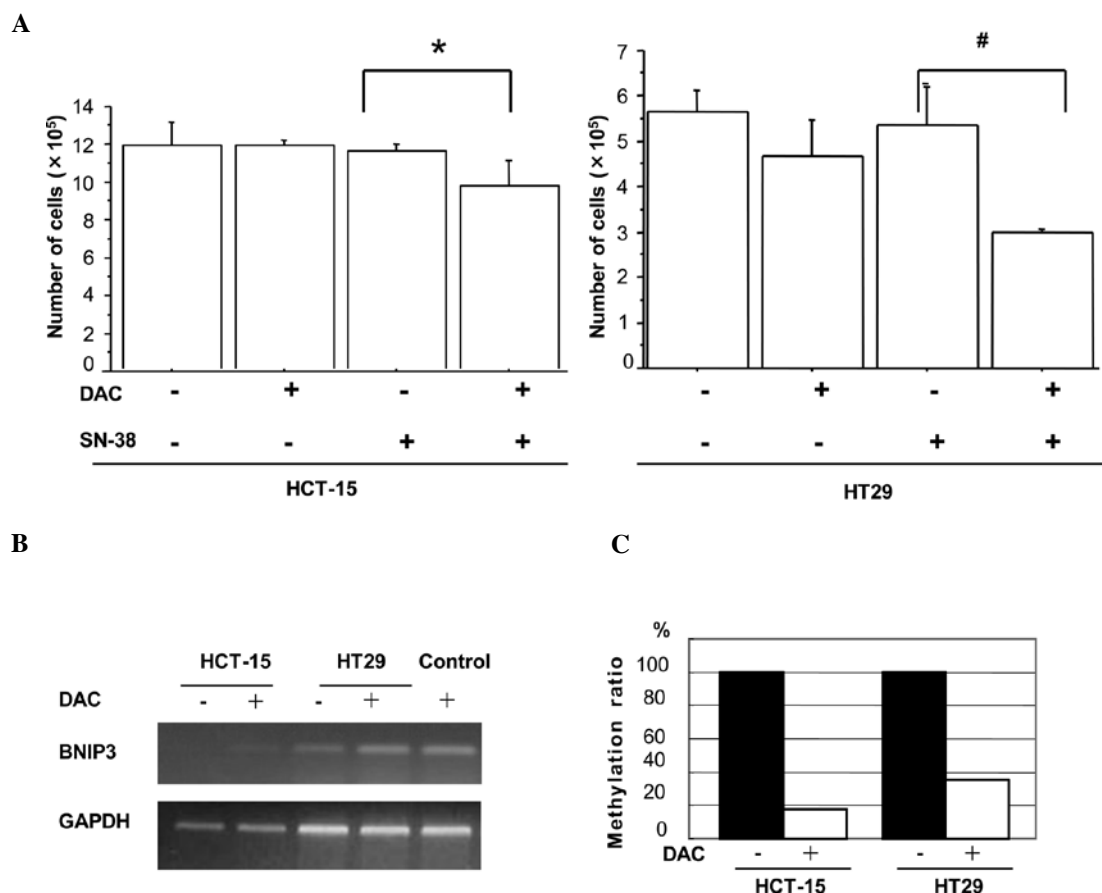 A
*
Number of cells (×10⁵)
14
12
10
8
6
4
2
0
DAC - + - +
SN-38 - - + +
HCT-15
#
Number of cells (×10⁵)
7
6
5
4
3
2
1
0
- + - +
- - + +
HT29
B
HCT-15 HT29 Control
DAC - + - + +
BNIP3
GAPDH
C
%
Methylation ratio
100
80
60
40
20
0
DAC - + - +
HCT-15 HT29